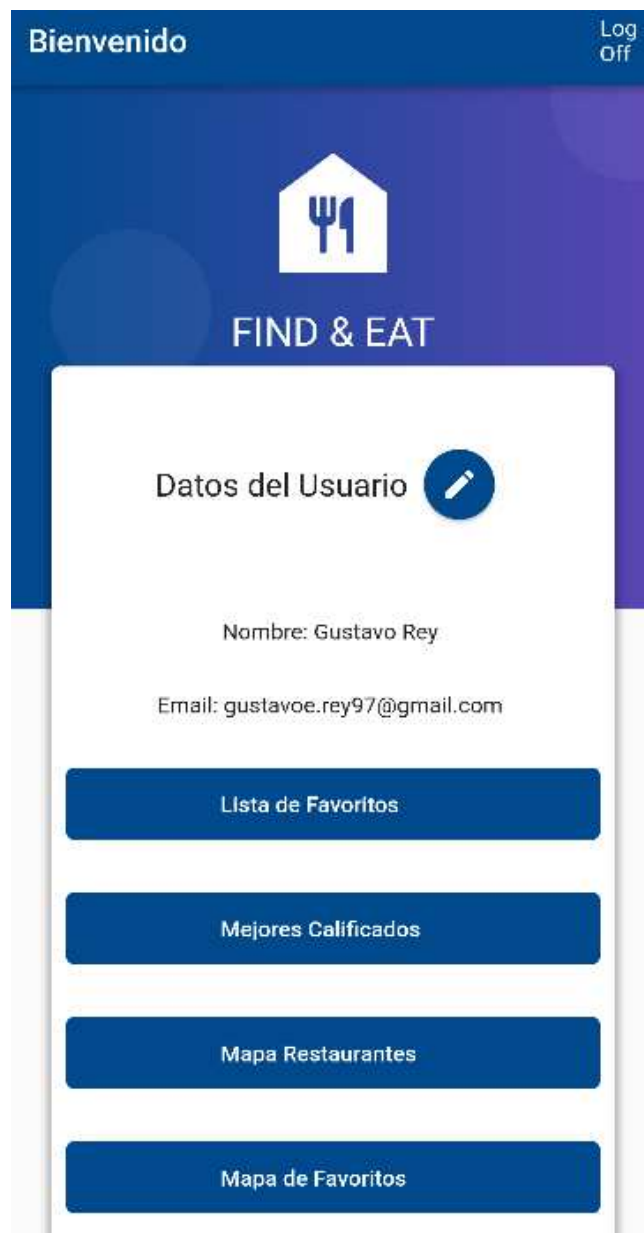 Bienvenido
Log
Off
FIND & EAT
Datos del Usuario
Nombre: Gustavo Rey
Email: gustavoe.rey97@gmail.com
Lista de Favoritos
Mejores Calificados
Mapa Restaurantes
Mapa de Favoritos